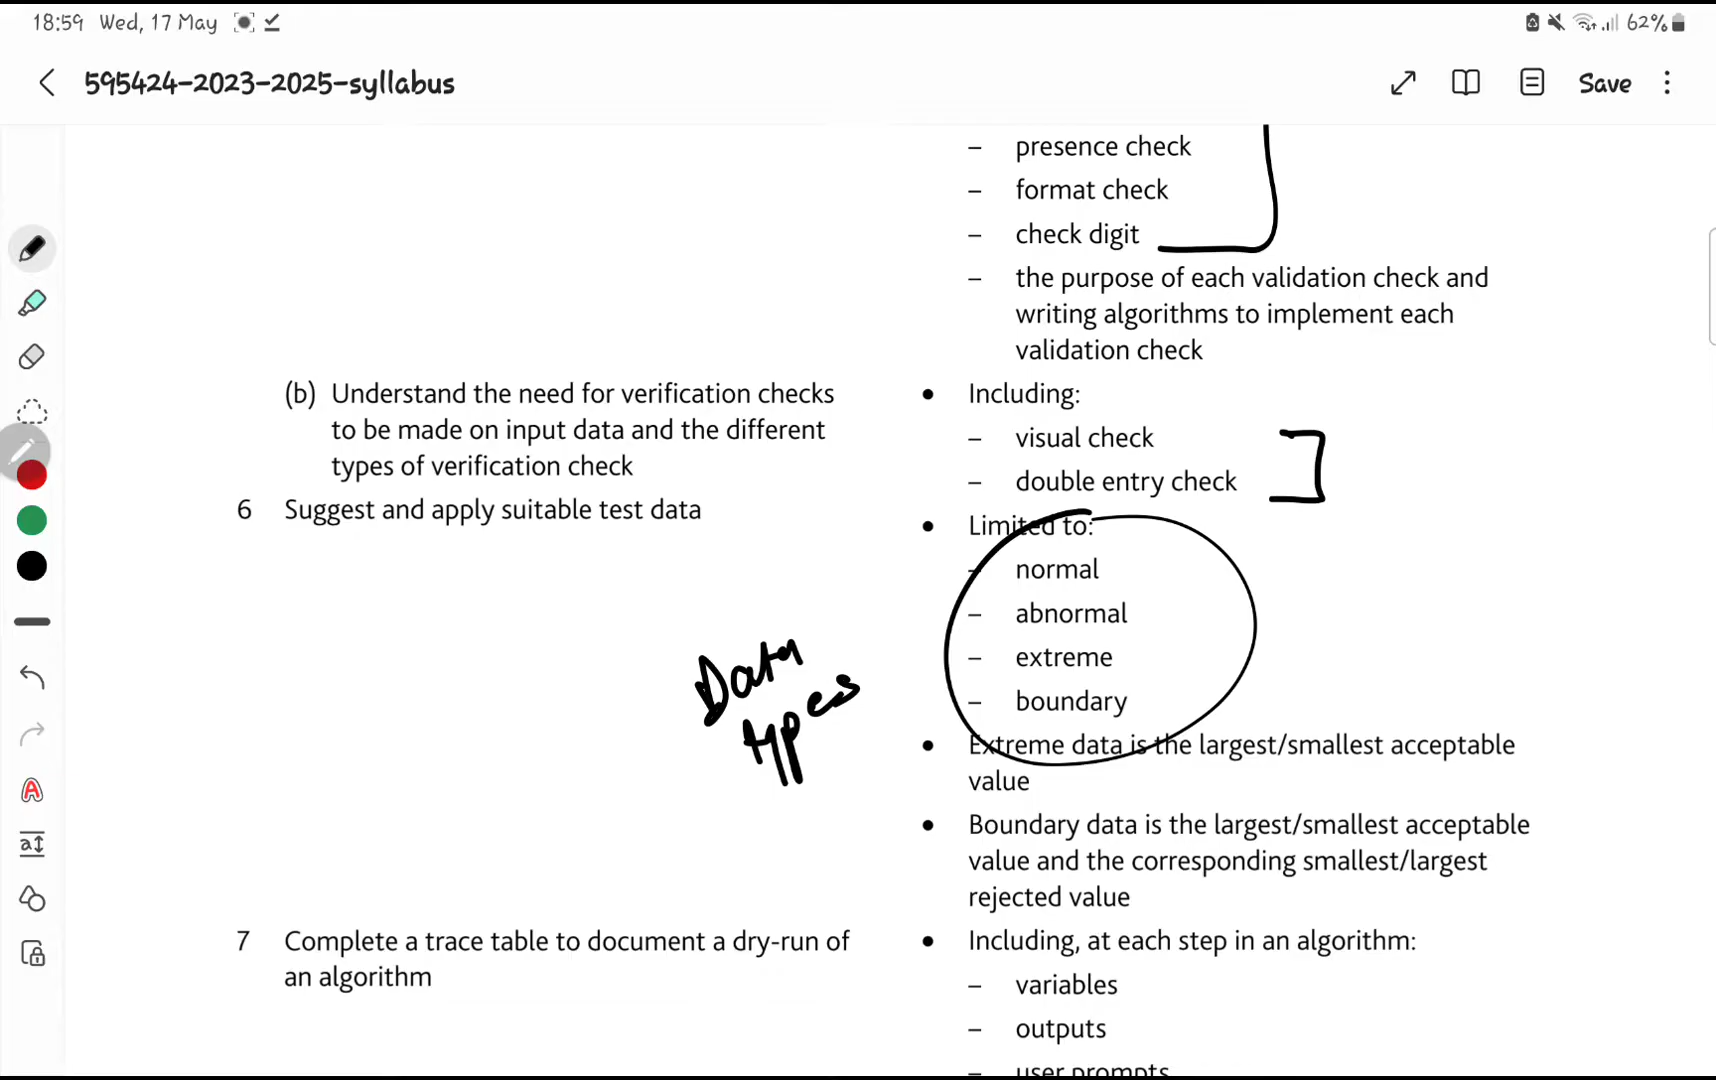 18:59 Wed, 17 May
62%
595424-2023-2025-syllabus
Save
– presence check
– format check
– check digit
– the purpose of each validation check and
writing algorithms to implement each
validation check
(b) Understand the need for verification checks
to be made on input data and the different
types of verification check
• Including:
– visual check
– double entry check
6 Suggest and apply suitable test data
• Limited to:
– normal
– abnormal
– extreme
– boundary
Data
types
• Extreme data is the largest/smallest acceptable
value
• Boundary data is the largest/smallest acceptable
value and the corresponding smallest/largest
rejected value
7 Complete a trace table to document a dry-run of
an algorithm
• Including, at each step in an algorithm:
– variables
– outputs
– user prompts